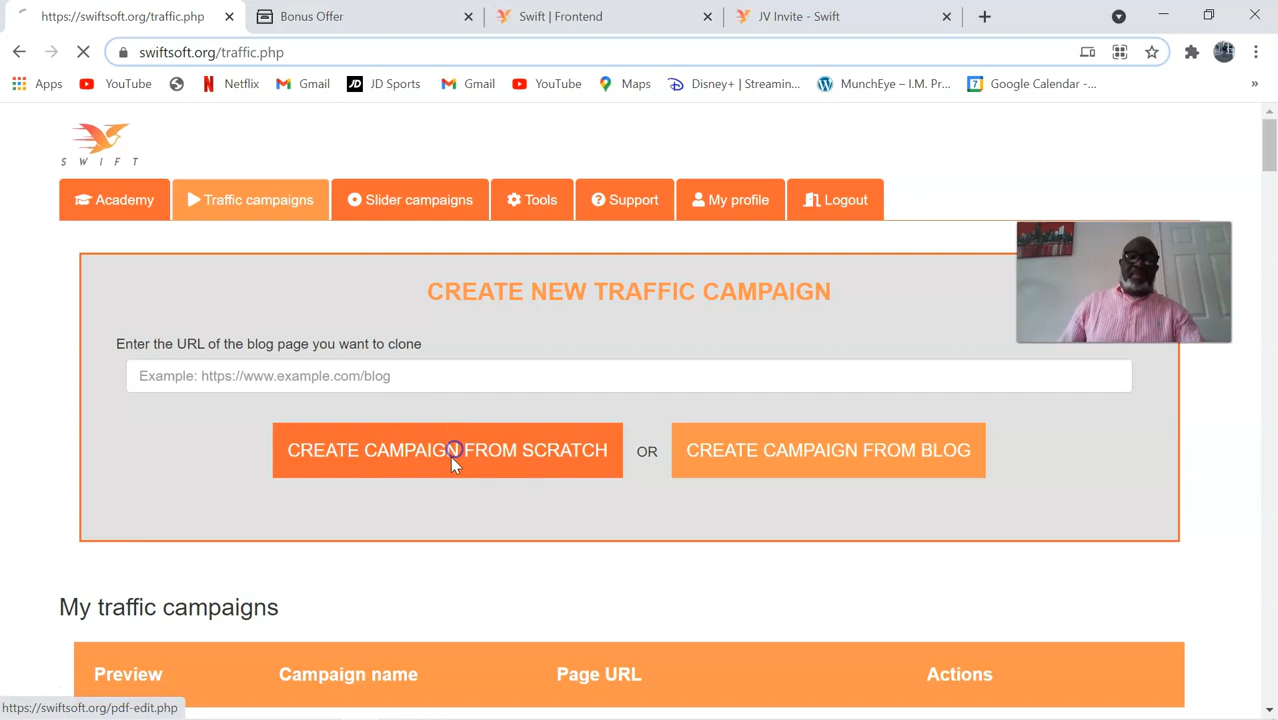 https://swiftsoft.org/traffic.php
Bonus Offer
Swift | Frontend
JV Invite - Swift
swiftsoft.org/traffic.php
Apps
YouTube
Netflix
Gmail
JD
JD Sports
Gmail
YouTube
Maps
Disney+ | Streamin...
MunchEye – I.M. Pr...
7
Google Calendar -...
»
SWIFT
Academy
Traffic campaigns
Slider campaigns
Tools
Support
My profile
Logout
CREATE NEW TRAFFIC CAMPAIGN
Enter the URL of the blog page you want to clone
Example: https://www.example.com/blog
CREATE CAMPAIGN FROM SCRATCH
OR
CREATE CAMPAIGN FROM BLOG
My traffic campaigns
Preview
Campaign name
Page URL
Actions
https://swiftsoft.org/pdf-edit.php